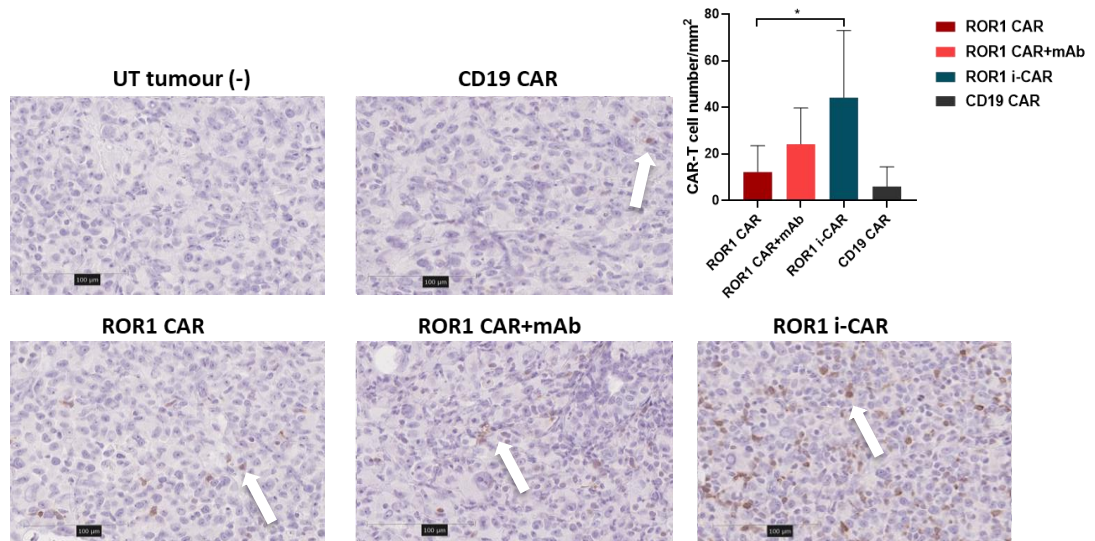 UT tumour (-)
CD19 CAR
100 µm
100 µm
CAR-T cell number/mm²
80
60
40
20
0
*
ROR1 CAR
ROR1 CAR+mAb
ROR1 i-CAR
CD19 CAR
ROR1 CAR
ROR1 CAR+mAb
ROR1 i-CAR
CD19 CAR
ROR1 CAR
ROR1 CAR+mAb
ROR1 i-CAR
100 µm
100 µm
100 µm